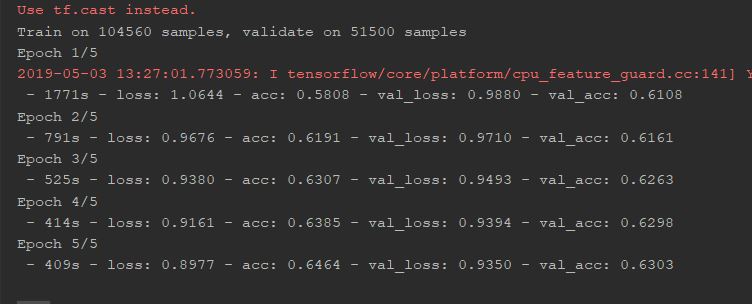 Use tf.cast instead.
Train on 104560 samples, validate on 51500 samples
Epoch 1/5
2019-05-03 13:27:01.773059: I tensorflow/core/platform/cpu_feature_guard.cc:141] Y
 - 1771s - loss: 1.0644 - acc: 0.5808 - val_loss: 0.9880 - val_acc: 0.6108
Epoch 2/5
 - 791s - loss: 0.9676 - acc: 0.6191 - val_loss: 0.9710 - val_acc: 0.6161
Epoch 3/5
 - 525s - loss: 0.9380 - acc: 0.6307 - val_loss: 0.9493 - val_acc: 0.6263
Epoch 4/5
 - 414s - loss: 0.9161 - acc: 0.6385 - val_loss: 0.9394 - val_acc: 0.6298
Epoch 5/5
 - 409s - loss: 0.8977 - acc: 0.6464 - val_loss: 0.9350 - val_acc: 0.6303